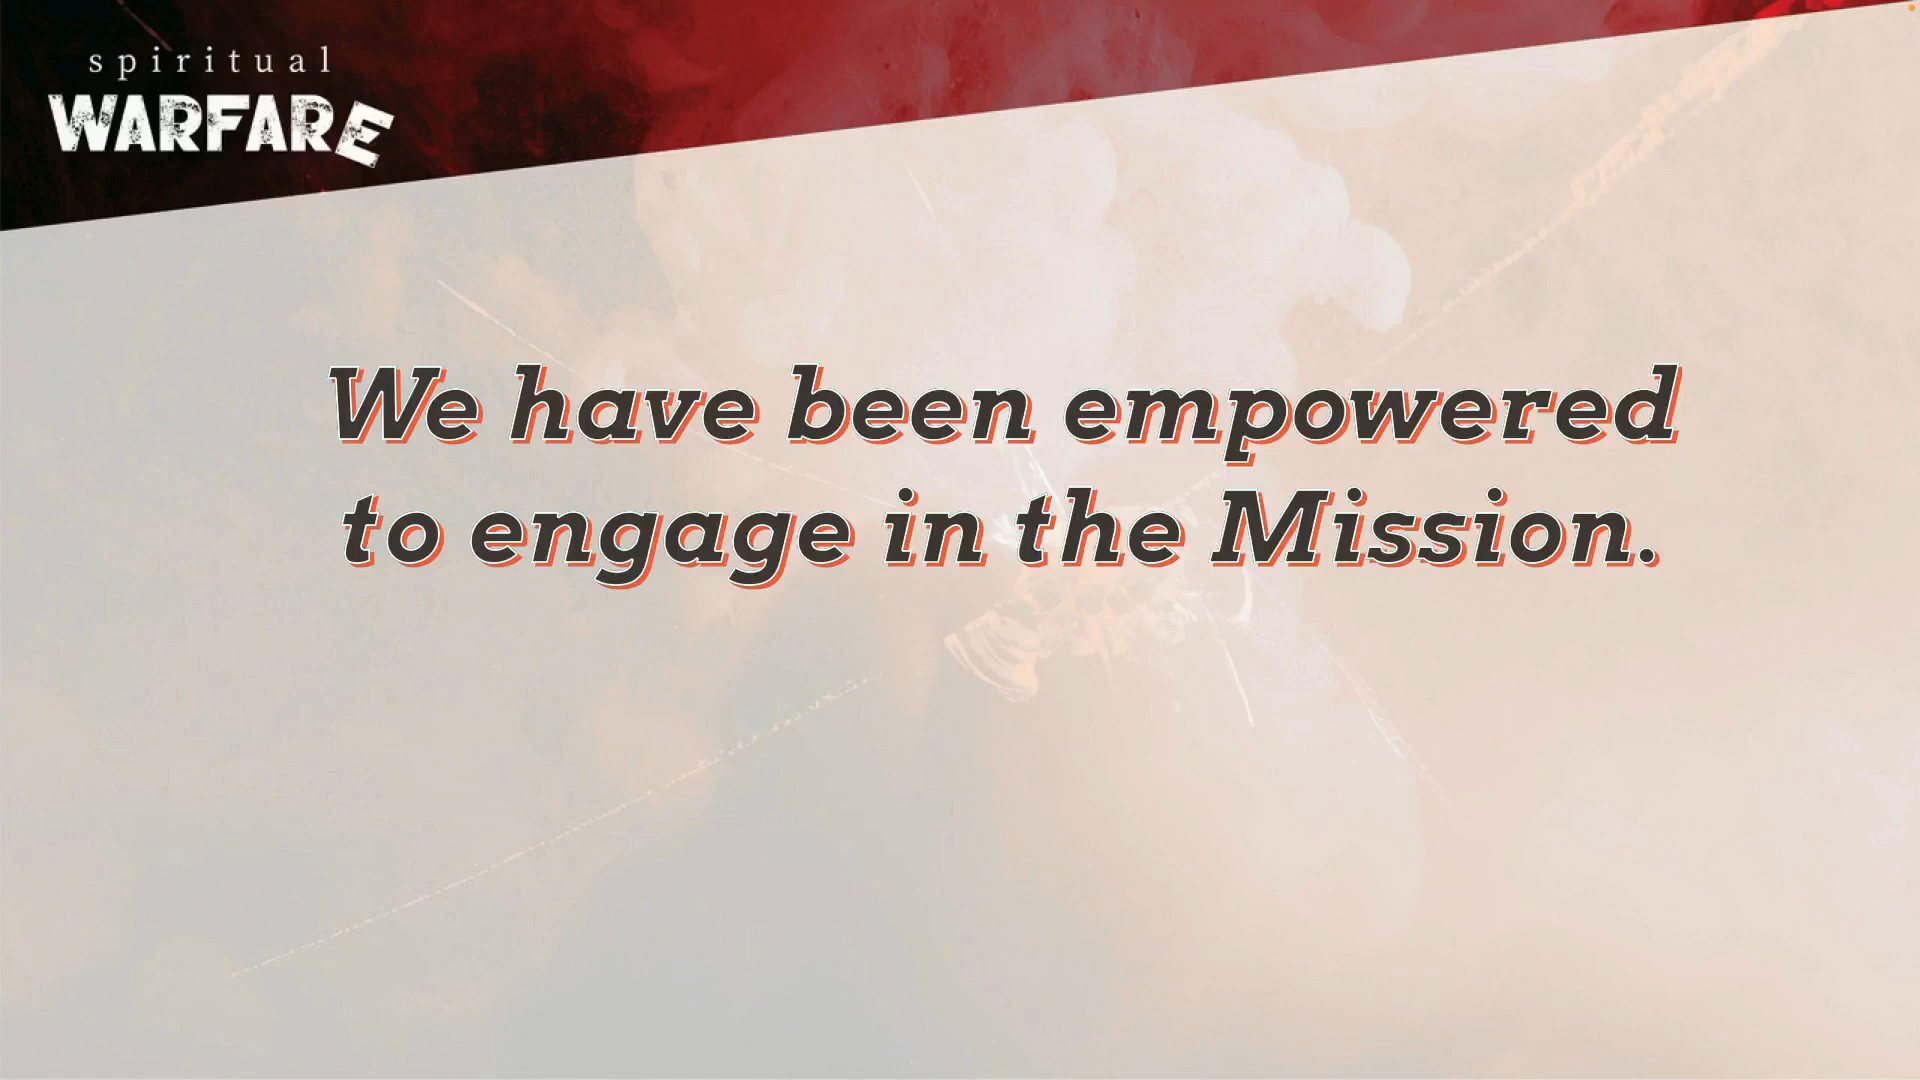 spiritual
WARFARE
We have been empowered
to engage in the Mission.